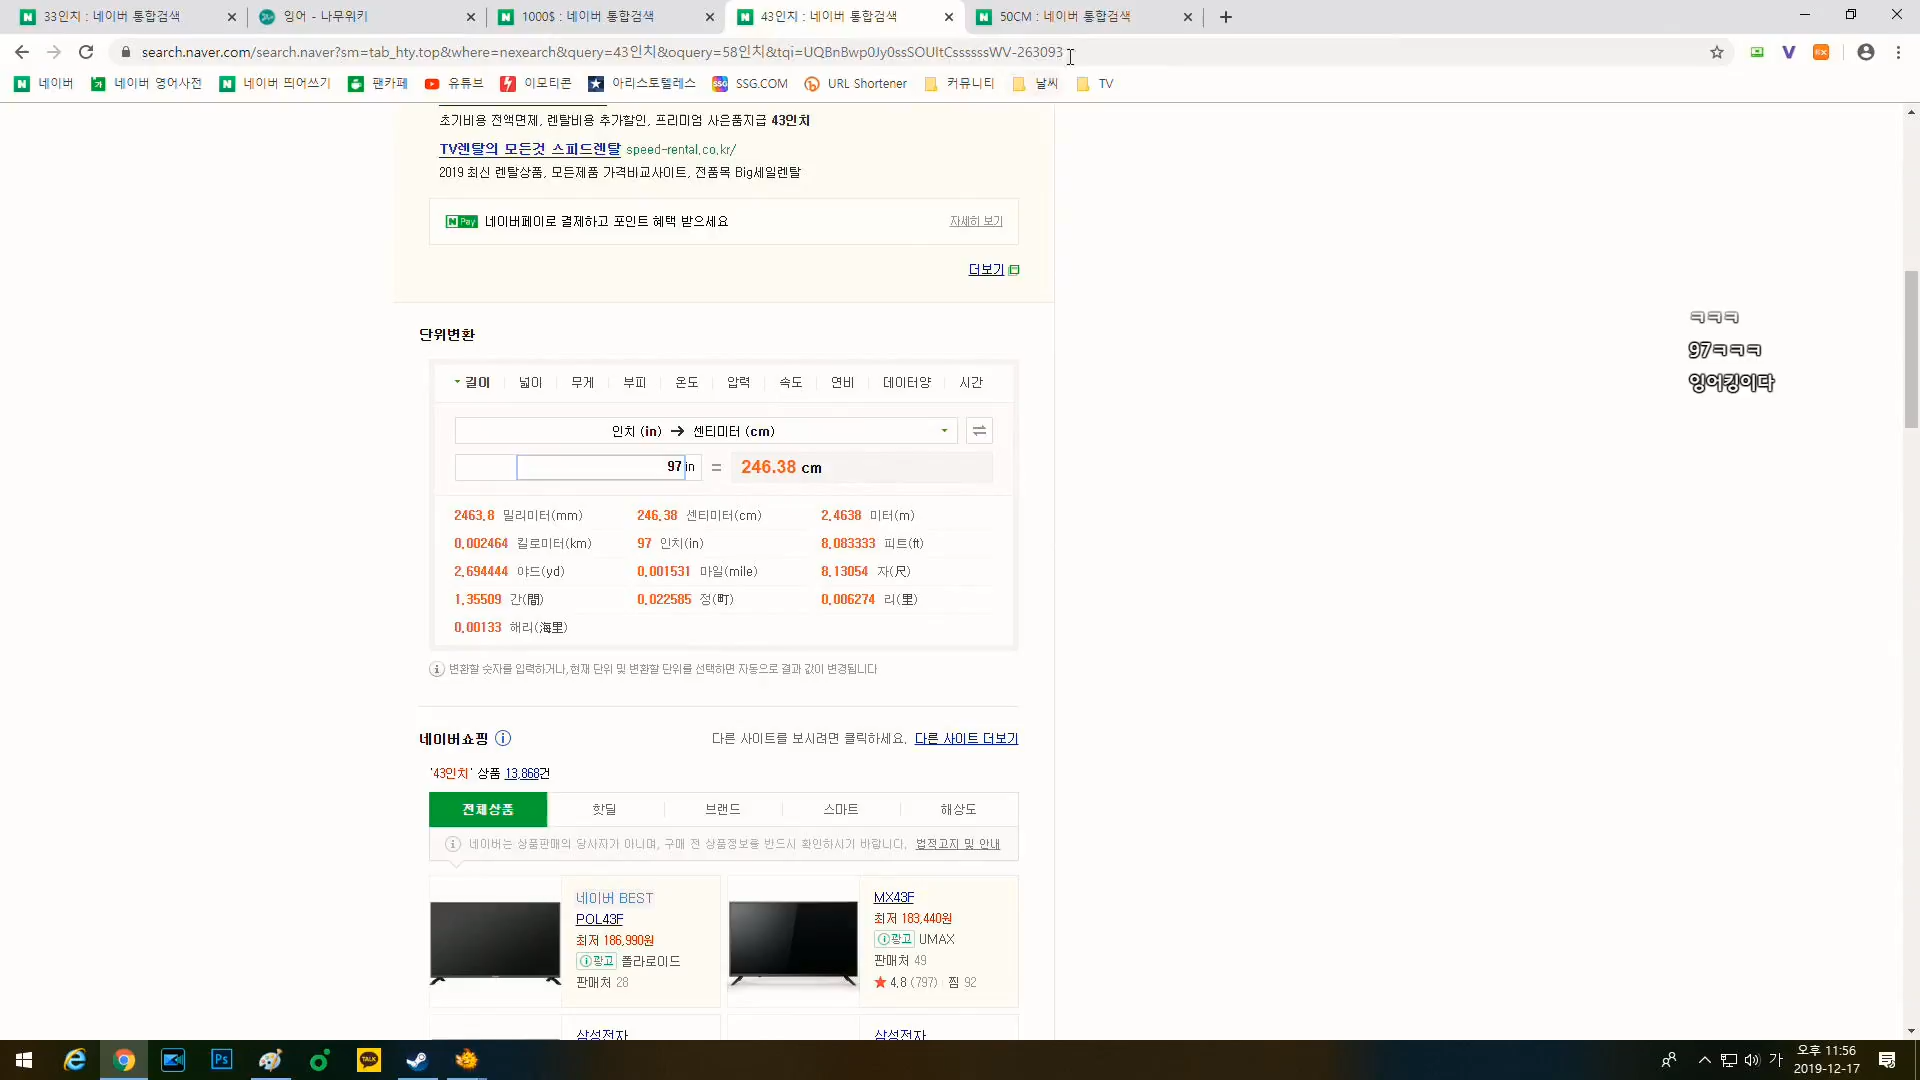 33인치 : 네이버 통합검색
잉어 - 나무위키
1000$ : 네이버 통합검색
43인치 : 네이버 통합검색
50CM : 네이버 통합검색
search.naver.com/search.naver?sm=tab_hty.top&where=nexearch&query=43인치&oquery=58인치&tqi=UQBnBwp0Jy0ssSOUItCssssssWV-263093
네이버
네이버 영어사전
네이버 띄어쓰기
팬카페
유튜브
이모티콘
아리스토텔레스
SSG.COM
URL Shortener
커뮤니티
날씨
TV
초기비용 전액면제, 렌탈비용 추가할인, 프리미엄 사은품지급 43인치
TV렌탈의 모든것 스피드렌탈 speed-rental.co.kr/
2019 최신 렌탈상품, 모든제품 가격비교사이트, 전품목 Big세일렌탈
N Pay 네이버페이로 결제하고 포인트 혜택 받으세요 자세히 보기
더보기
단위변환
길이 넓이 무게 부피 온도 압력 속도 연비 데이터양 시간
인치 (in) → 센티미터 (cm)
97 in = 246.38 cm
2463.8 밀리미터(mm) 246.38 센티미터(cm) 2.4638 미터(m)
0.002464 킬로미터(km) 97 인치(in) 8.083333 피트(ft)
2.694444 야드(yd) 0.001531 마일(mile) 8.13054 자(尺)
1.35509 간(間) 0.022585 정(町) 0.006274 리(里)
0.00133 해리(海里)
변환할 숫자를 입력하거나, 현재 단위 및 변환할 단위를 선택하면 자동으로 결과 값이 변경됩니다
네이버쇼핑 다른 사이트를 보시려면 클릭하세요. 다른 사이트 더보기
'43인치' 상품 13,868건
전체상품 핫딜 브랜드 스마트 해상도
네이버는 상품판매의 당사자가 아니며, 구매 전 상품정보를 반드시 확인하시기 바랍니다. 법적고지 및 안내
네이버 BEST
POL43F
최저 186,990원
광고 폴라로이드
판매처 28
MX43F
최저 183,440원
광고 UMAX
판매처 49
4.8 (797) 찜 92
삼성전자
삼성전자
ㅋㅋㅋ
97ㅋㅋㅋ
잉어킹이다
Ps
TALK
가
오후 11:56
2019-12-17